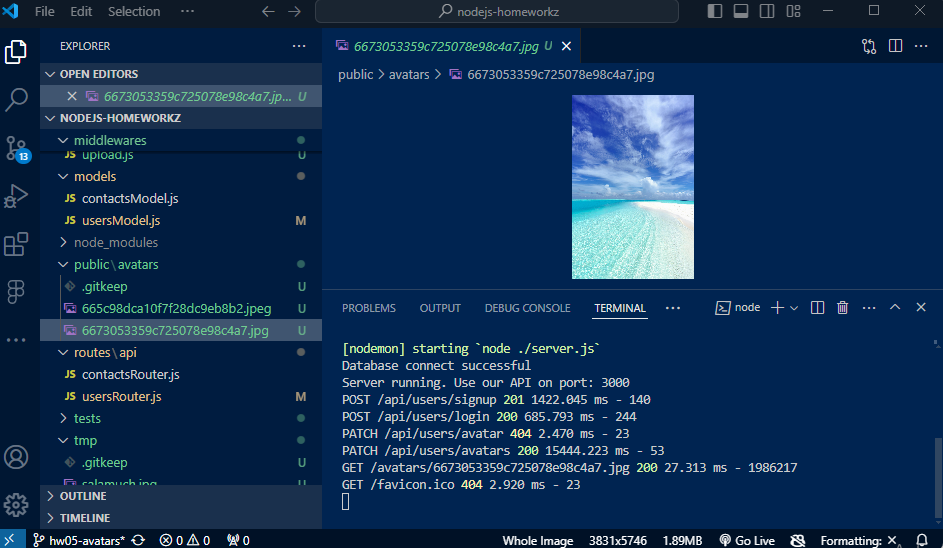 File Edit Selection ··· nodejs-homeworkz
EXPLORER ···
OPEN EDITORS
6673053359c725078e98c4a7.jp... U
NODEJS-HOMEWORKZ
middlewares
JS upload.js U
models
JS contactsModel.js
JS usersModel.js M
node_modules
public\avatars
.gitkeep U
665c98dca10f7f28dc9eb8b2.jpeg U
6673053359c725078e98c4a7.jpg U
routes\api
JS contactsRouter.js
JS usersRouter.js M
tests
tmp
.gitkeep U
salamuch.jpg U
OUTLINE
TIMELINE
13
6673053359c725078e98c4a7.jpg U
public > avatars > 6673053359c725078e98c4a7.jpg
PROBLEMS OUTPUT DEBUG CONSOLE TERMINAL ··· node
[nodemon] starting `node ./server.js`
Database connect successful
Server running. Use our API on port: 3000
POST /api/users/signup 201 1422.045 ms - 140
POST /api/users/login 200 685.793 ms - 244
PATCH /api/users/avatar 404 2.470 ms - 23
PATCH /api/users/avatars 200 15444.223 ms - 53
GET /avatars/6673053359c725078e98c4a7.jpg 200 27.313 ms - 1986217
GET /favicon.ico 404 2.920 ms - 23
hw05-avatars* 0 0 0 Whole Image 3831x5746 1.89MB Go Live Formatting: ×